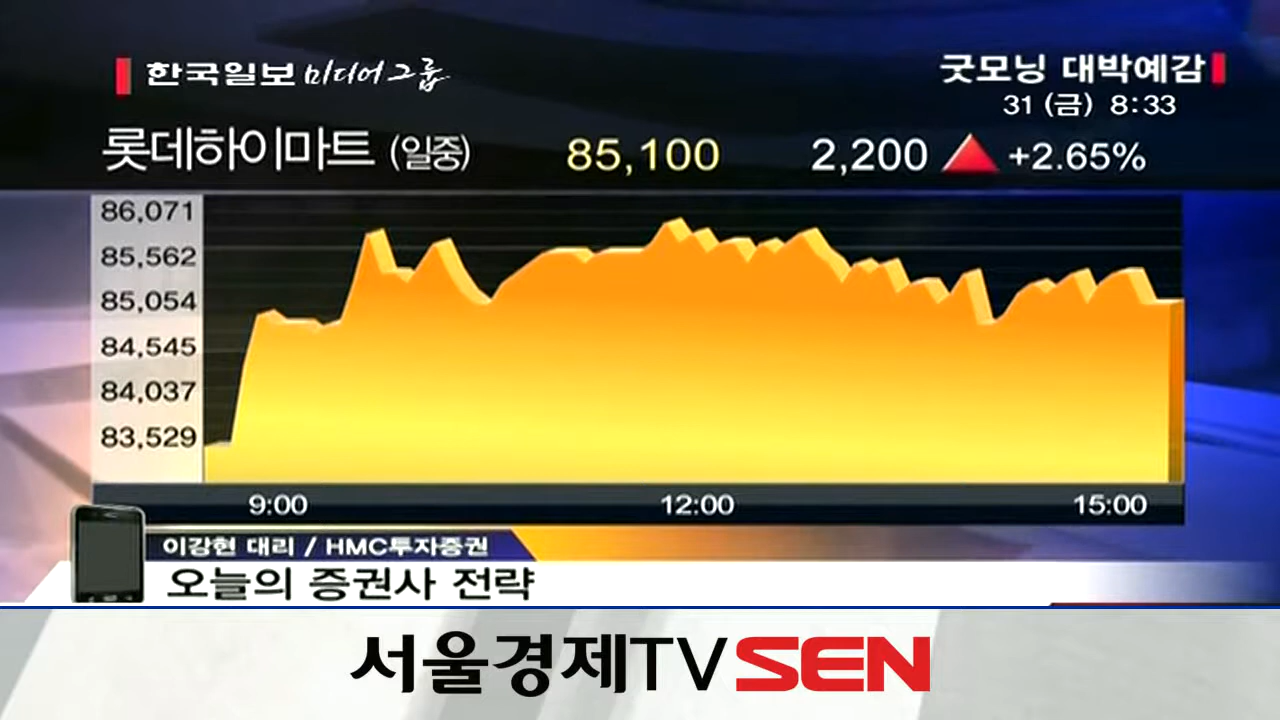 한국일보 미디어그룹
굿모닝 대박예감
31 (금) 8:33
롯데하이마트 (일중) 85,100 2,200 ▲ +2.65%
86,071
85,562
85,054
84,545
84,037
83,529
9:00 12:00 15:00
이강현 대리 / HMC투자증권
오늘의 증권사 전략
서울경제TV SEN